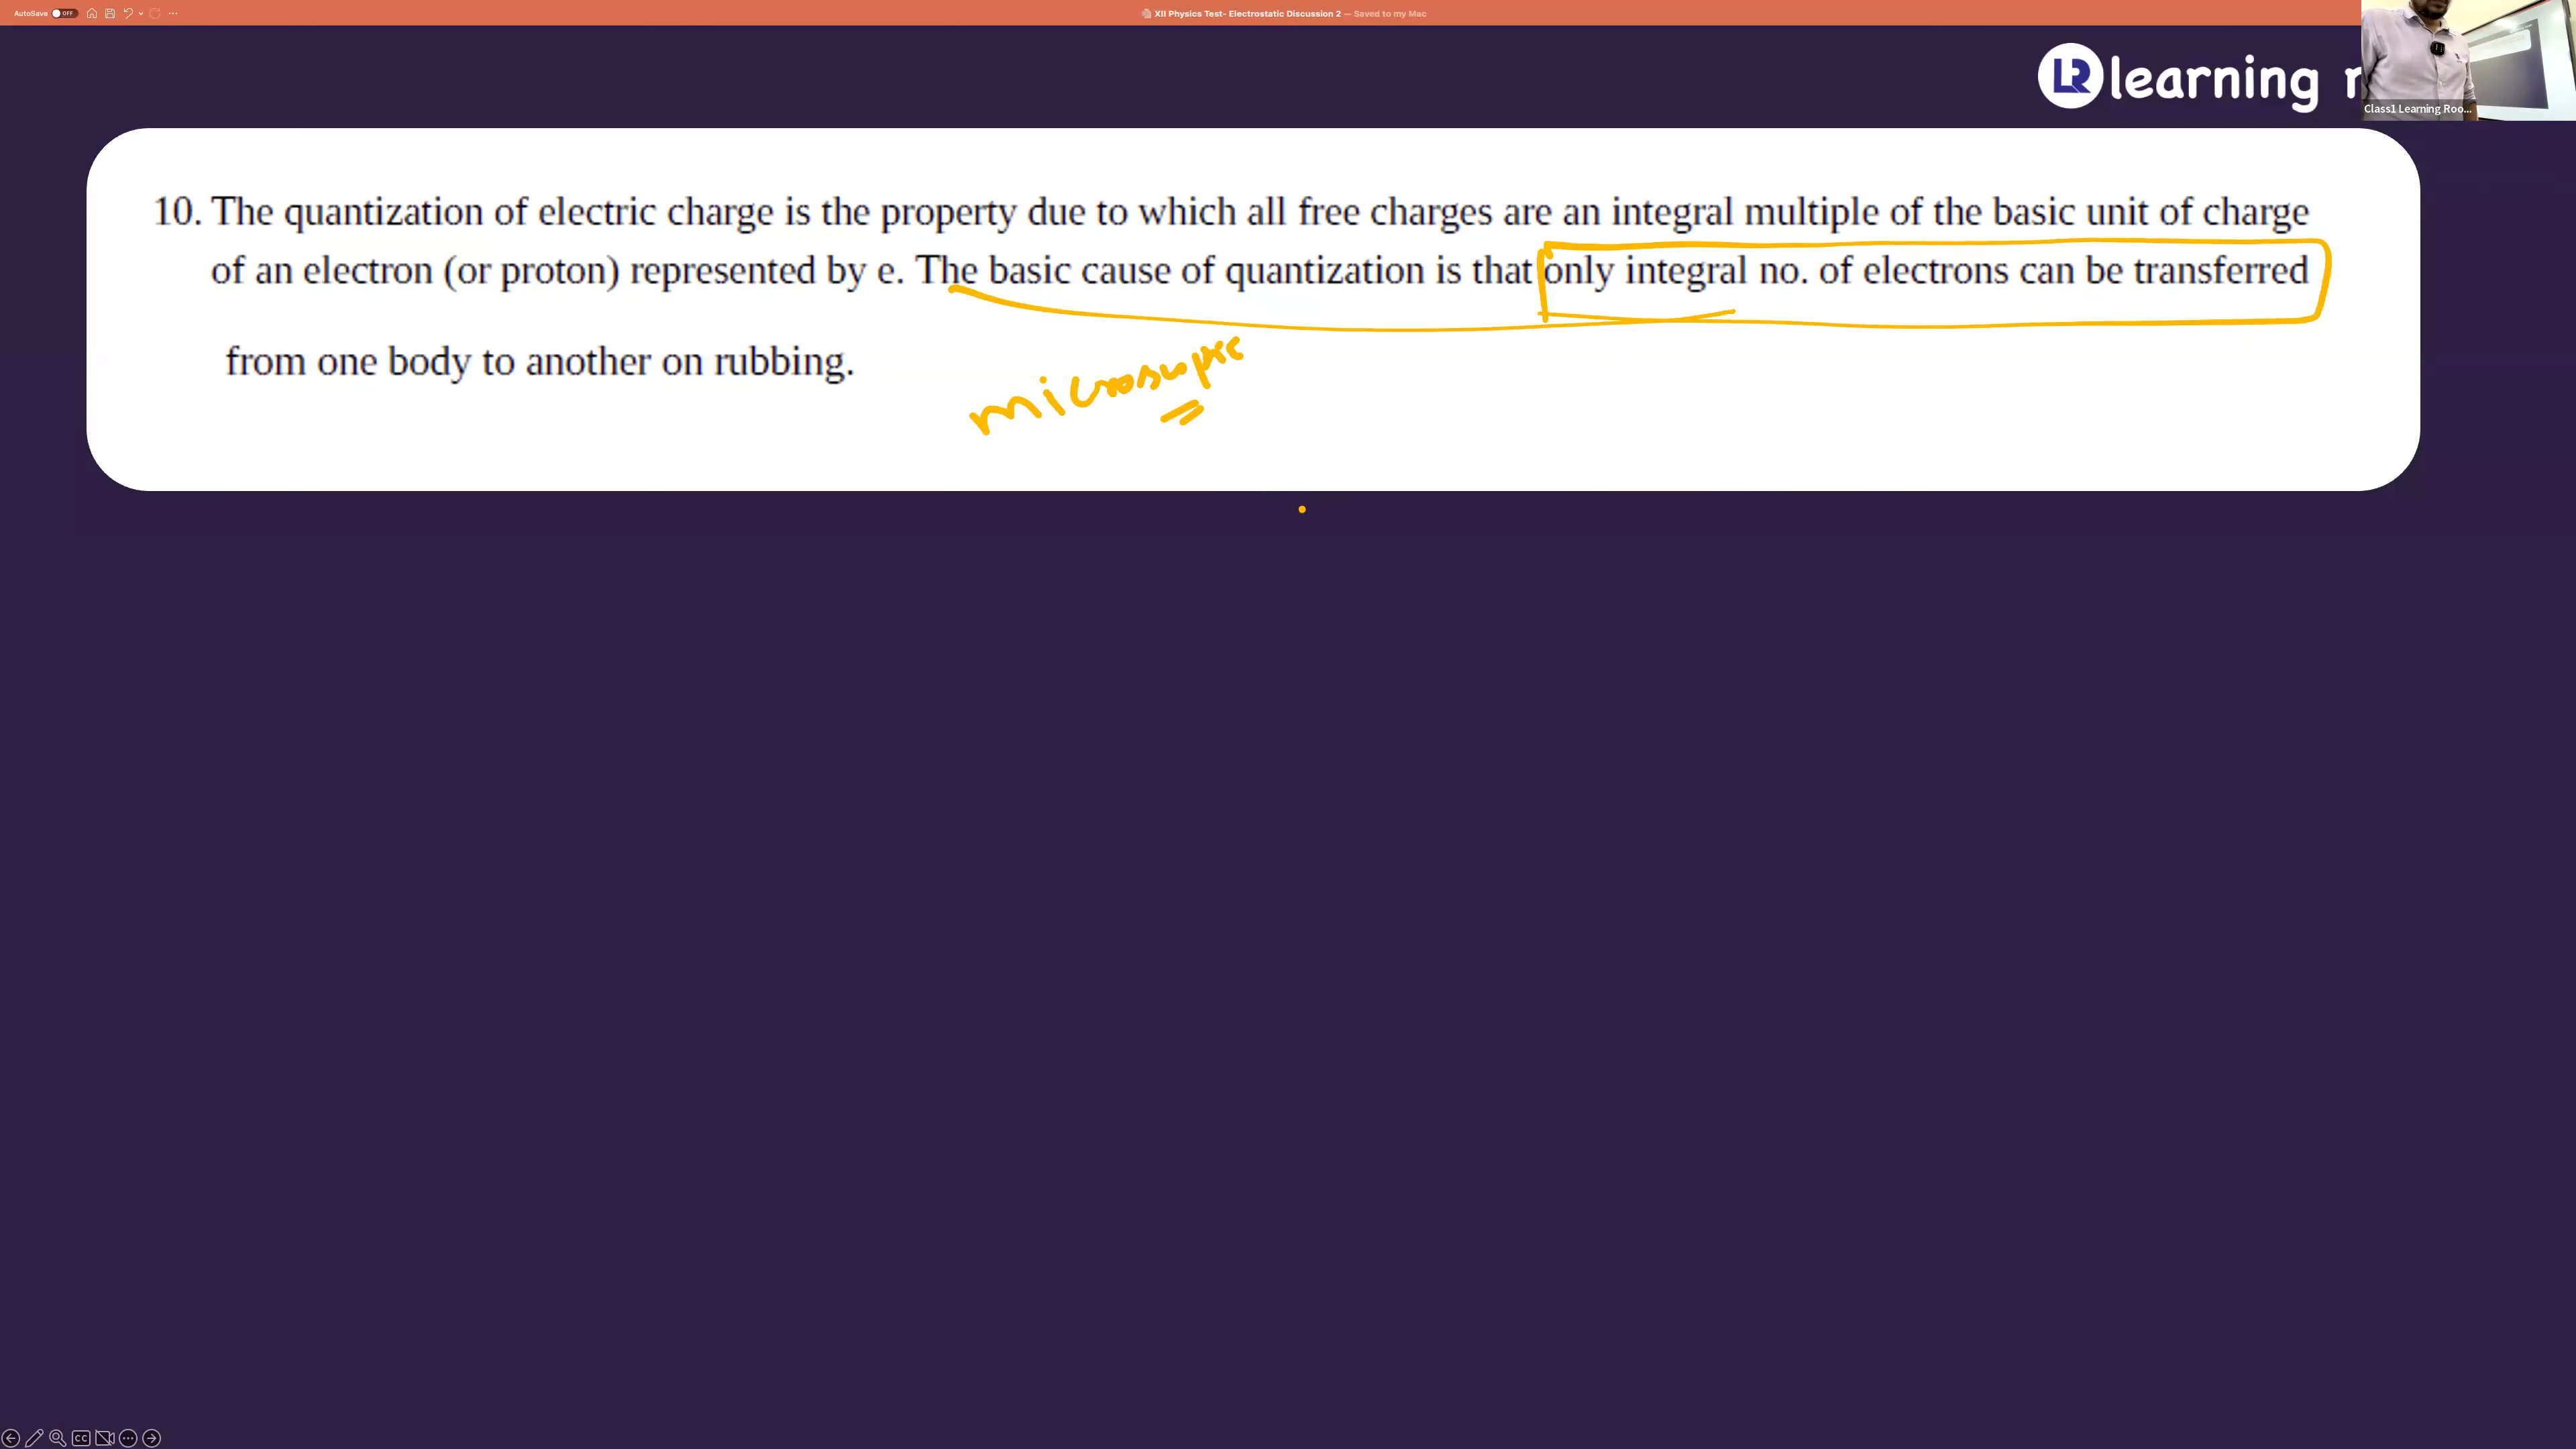 AutoSave OFF
XII Physics Test- Electrostatic Discussion 2 — Saved to my Mac
LR learning r
Class1 Learning Roo...
10. The quantization of electric charge is the property due to which all free charges are an integral multiple of the basic unit of charge
of an electron (or proton) represented by e. The basic cause of quantization is that only integral no. of electrons can be transferred
from one body to another on rubbing.
microscopic
CC